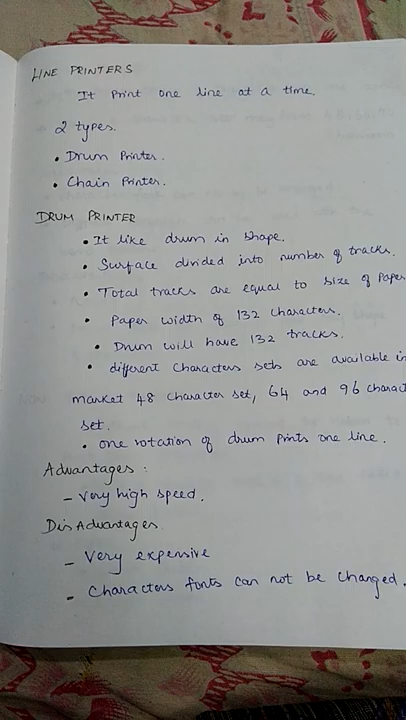 LINE PRINTERS
It Print one line at a time.
2 types.
• Drum Printer.
• Chain Printer.
DRUM PRINTER
• It like drum in shape.
• Surface divided into number of tracks.
• Total tracks are equal to size of Paper
• Paper width of 132 characters.
• Drum will have 132 tracks.
• different Characters sets are available in
market 48 Character set, 64 and 96 charact
set.
• one rotation of drum prints one line.
Advantages :
- Very high speed.
DisAdvantages
- Very expensive
- Characters fonts can not be changed.